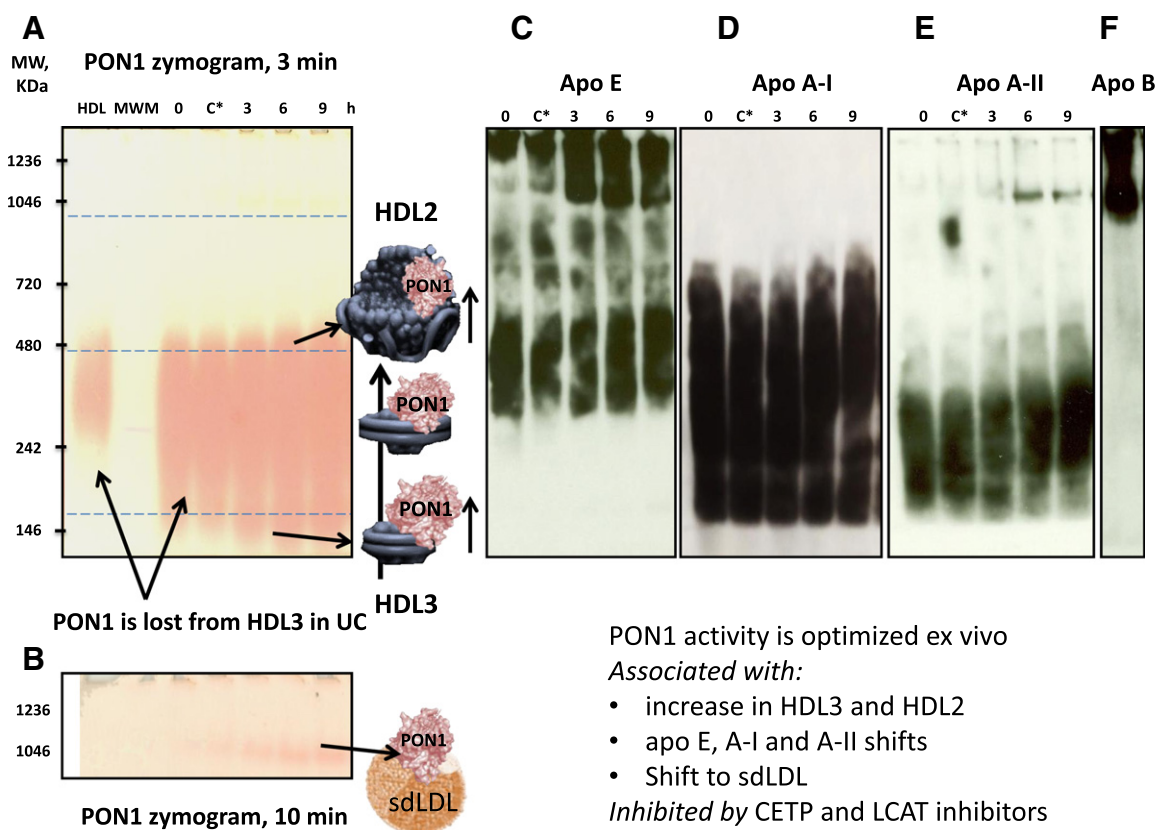 A
PON1 zymogram, 3 min
MW,
KDa
HDL MWM 0 C* 3 6 9 h
1236
1046
720
480
242
146
HDL2
PON1
PON1
PON1
HDL3
PON1 is lost from HDL3 in UC
B
1236
1046
PON1
sdLDL
PON1 zymogram, 10 min
C
Apo E
0 C* 3 6 9
D
Apo A-I
0 C* 3 6 9
E
Apo A-II
0 C* 3 6 9
F
Apo B
PON1 activity is optimized ex vivo
Associated with:
• increase in HDL3 and HDL2
• apo E, A-I and A-II shifts
• Shift to sdLDL
Inhibited by CETP and LCAT inhibitors